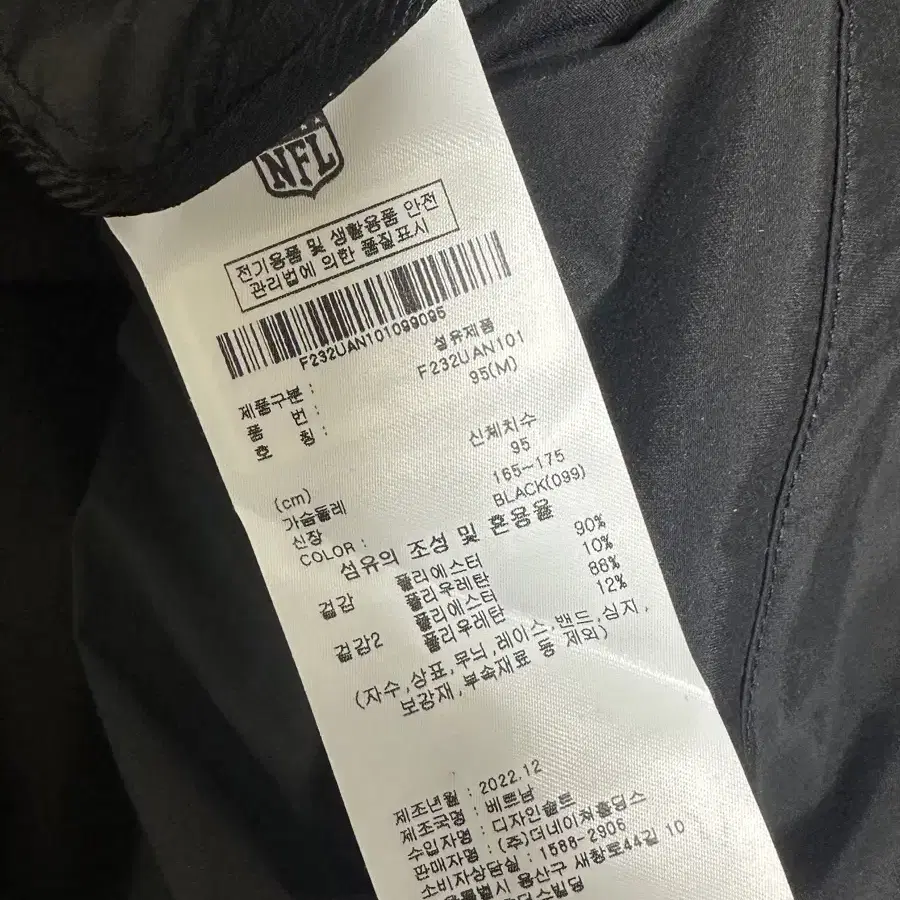 NFL
전기용품 및 생활용품 안전
관리법에 의한 품질표시
F232UAN101099095
제품구분 : 섬유제품
품 번 : F232UAN101
호 칭 : 95(M)
신체치수
(cm)
가슴둘레 95
신장 165~175
COLOR : BLACK(099)
섬유의 조성 및 혼용율
겉감 폴리에스터 90%
폴리우레탄 10%
겉감2 폴리에스터 88%
폴리우레탄 12%
(자수,상표,무늬,레이스,밴드,심지,
보강재,부속재료 등 제외)
제조년월 : 2022.12
제조국명 : 베트남
수입자명 : 디자인솔트
판매자명 : (주)더네이쳐홀딩스
소비자상담실 : 1588-2906
서울특별시 용산구 새창로44길 10